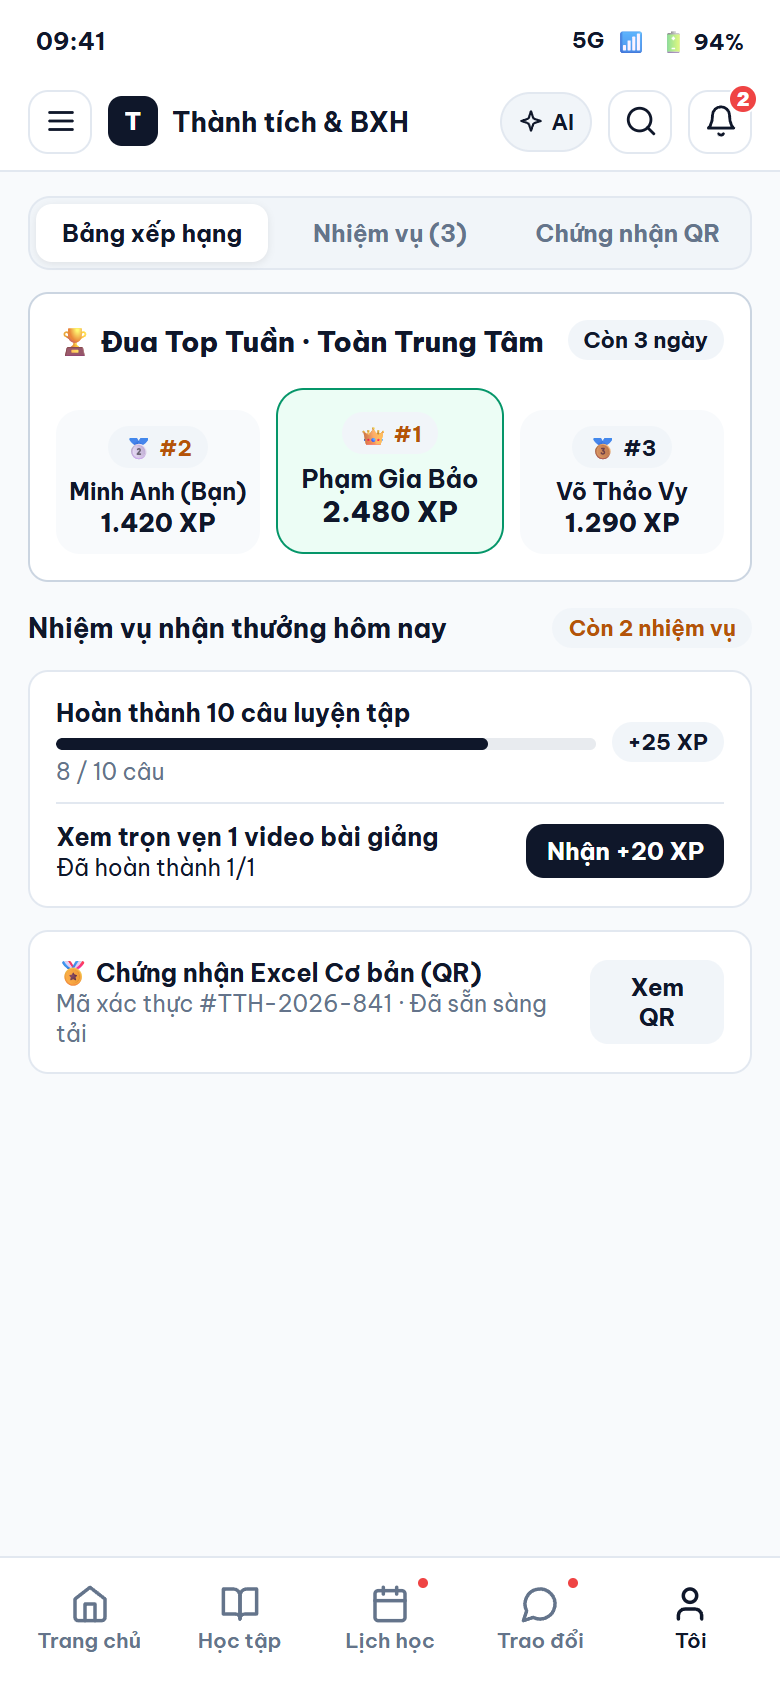 09:41
5G 94%
T Thành tích & BXH
AI
2
Bảng xếp hạng
Nhiệm vụ (3)
Chứng nhận QR
Đua Top Tuần · Toàn Trung Tâm
Còn 3 ngày
#2
Minh Anh (Bạn)
1.420 XP
#1
Phạm Gia Bảo
2.480 XP
#3
Võ Thảo Vy
1.290 XP
Nhiệm vụ nhận thưởng hôm nay
Còn 2 nhiệm vụ
Hoàn thành 10 câu luyện tập
8 / 10 câu
+25 XP
Xem trọn vẹn 1 video bài giảng
Đã hoàn thành 1/1
Nhận +20 XP
Chứng nhận Excel Cơ bản (QR)
Mã xác thực #TTH-2026-841 · Đã sẵn sàng
tải
Xem
QR
Trang chủ
Học tập
Lịch học
Trao đổi
Tôi